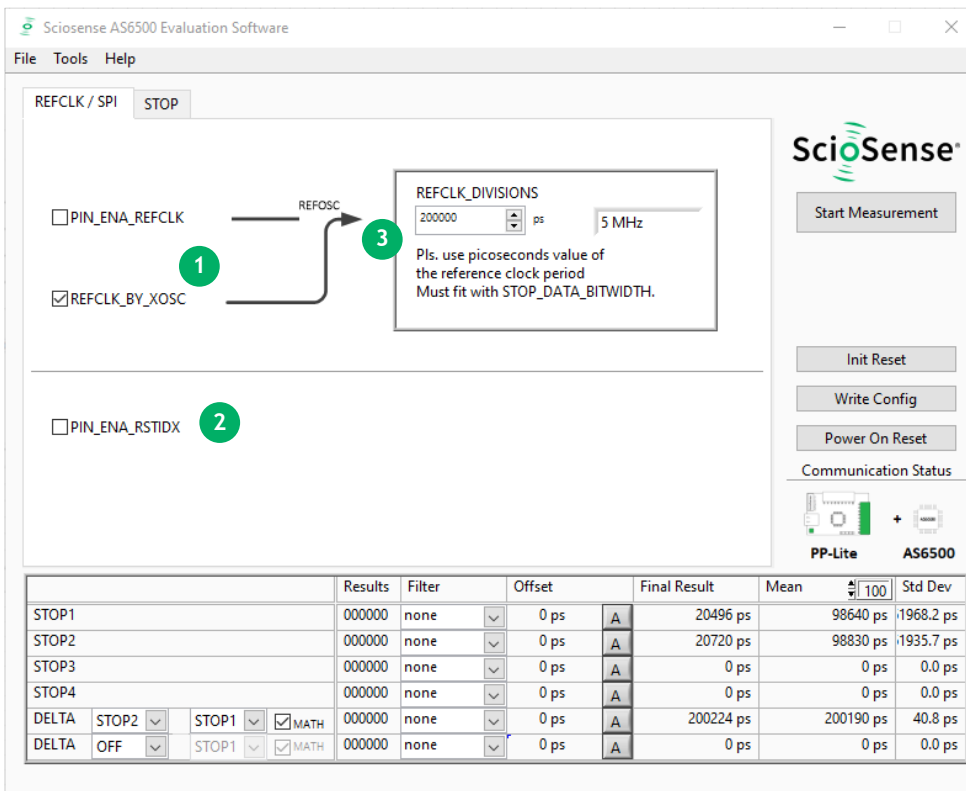 Sciosense AS6500 Evaluation Software
File Tools Help
REFCLK / SPI STOP
ScioSense
Start Measurement
REFCLK_DIVISIONS
200000 ps 5 MHz
Pls. use picoseconds value of
the reference clock period
Must fit with STOP_DATA_BITWIDTH.
PIN_ENA_REFCLK REFOSC
1 3
REFCLK_BY_XOSC
Init Reset
Write Config
PIN_ENA_RSTIDX 2
Power On Reset
Communication Status
+
AS6500
PP-Lite AS6500
Results Filter Offset Final Result Mean 100 Std Dev
STOP1 000000 none 0 ps A 20496 ps 98640 ps 1968.2 ps
STOP2 000000 none 0 ps A 20720 ps 98830 ps 1935.7 ps
STOP3 000000 none 0 ps A 0 ps 0 ps 0.0 ps
STOP4 000000 none 0 ps A 0 ps 0 ps 0.0 ps
DELTA STOP2 STOP1 MATH 000000 none 0 ps A 200224 ps 200190 ps 40.8 ps
DELTA OFF STOP1 MATH 000000 none 0 ps A 0 ps 0 ps 0.0 ps